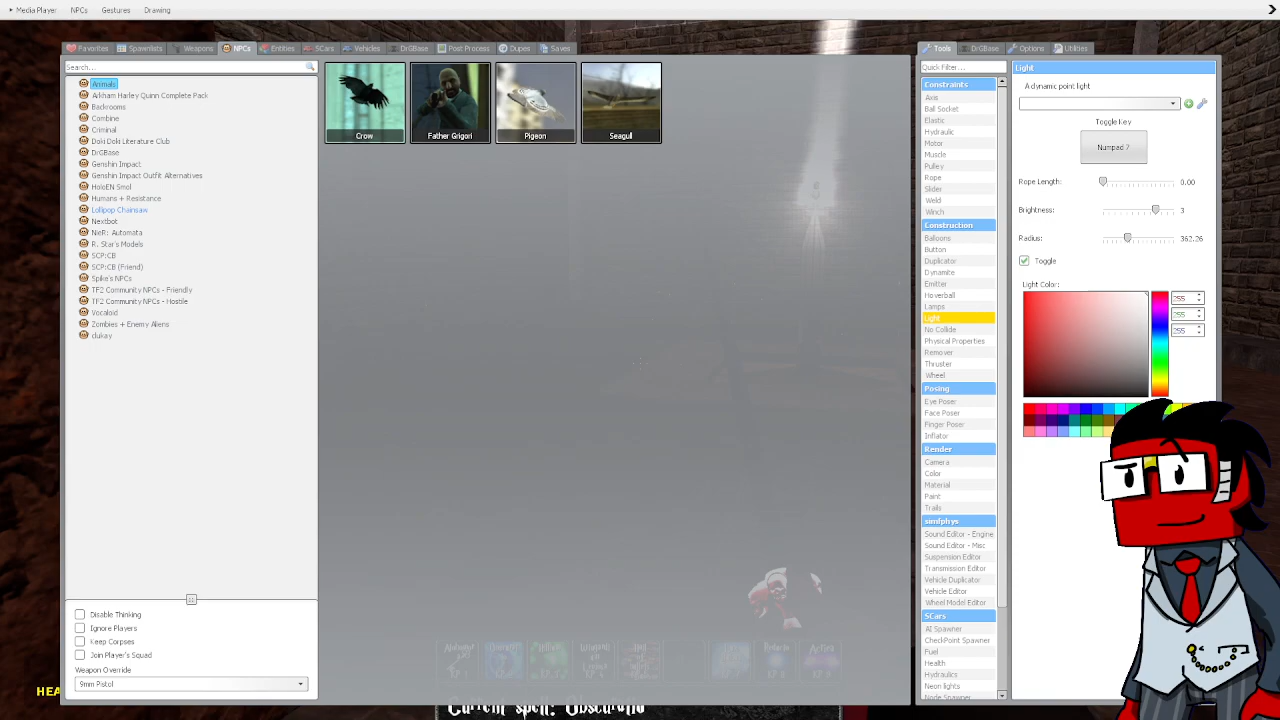 Media Player NPCs Gestures Drawing
Favorites Spawnlists Weapons NPCs Entities SCars Vehicles DrGBase Post Process Dupes Saves
Search...
Animals
Arkham Harley Quinn Complete Pack
Backrooms
Combine
Criminal
Doki Doki Literature Club
DrGBase
Genshin Impact
Genshin Impact Outfit Alternatives
HoloEN Smol
Humans + Resistance
Lollipop Chainsaw
Nextbot
NieR: Automata
R. Star's Models
SCP:CB
SCP:CB (Friend)
Spike's NPCs
TF2 Community NPCs - Friendly
TF2 Community NPCs - Hostile
Vocaloid
Zombies + Enemy Aliens
clukay
Disable Thinking
Ignore Players
Keep Corpses
Join Player's Squad
Weapon Override
9mm Pistol
HEA
Crow Father Grigori Pigeon Seagull
Current spell: Obscuratio
Tools DrGBase Options Utilities
Quick Filter...
Constraints
Axis
Ball Socket
Elastic
Hydraulic
Motor
Muscle
Pulley
Rope
Slider
Weld
Winch
Construction
Balloons
Button
Duplicator
Dynamite
Emitter
Hoverball
Lamps
Light
No Collide
Physical Properties
Remover
Thruster
Wheel
Posing
Eye Poser
Face Poser
Finger Poser
Inflator
Render
Camera
Color
Material
Paint
Trails
simfphys
Sound Editor - Engine
Sound Editor - Misc
Suspension Editor
Transmission Editor
Vehicle Duplicator
Vehicle Editor
Wheel Model Editor
SCars
AI Spawner
CheckPoint Spawner
Fuel
Health
Hydraulics
Neon lights
Node Spawner
Light
A dynamic point light
Toggle Key
Numpad 7
Rope Length: 0.00
Brightness: 3
Radius: 362.26
Toggle
Light Color:
255
255
255